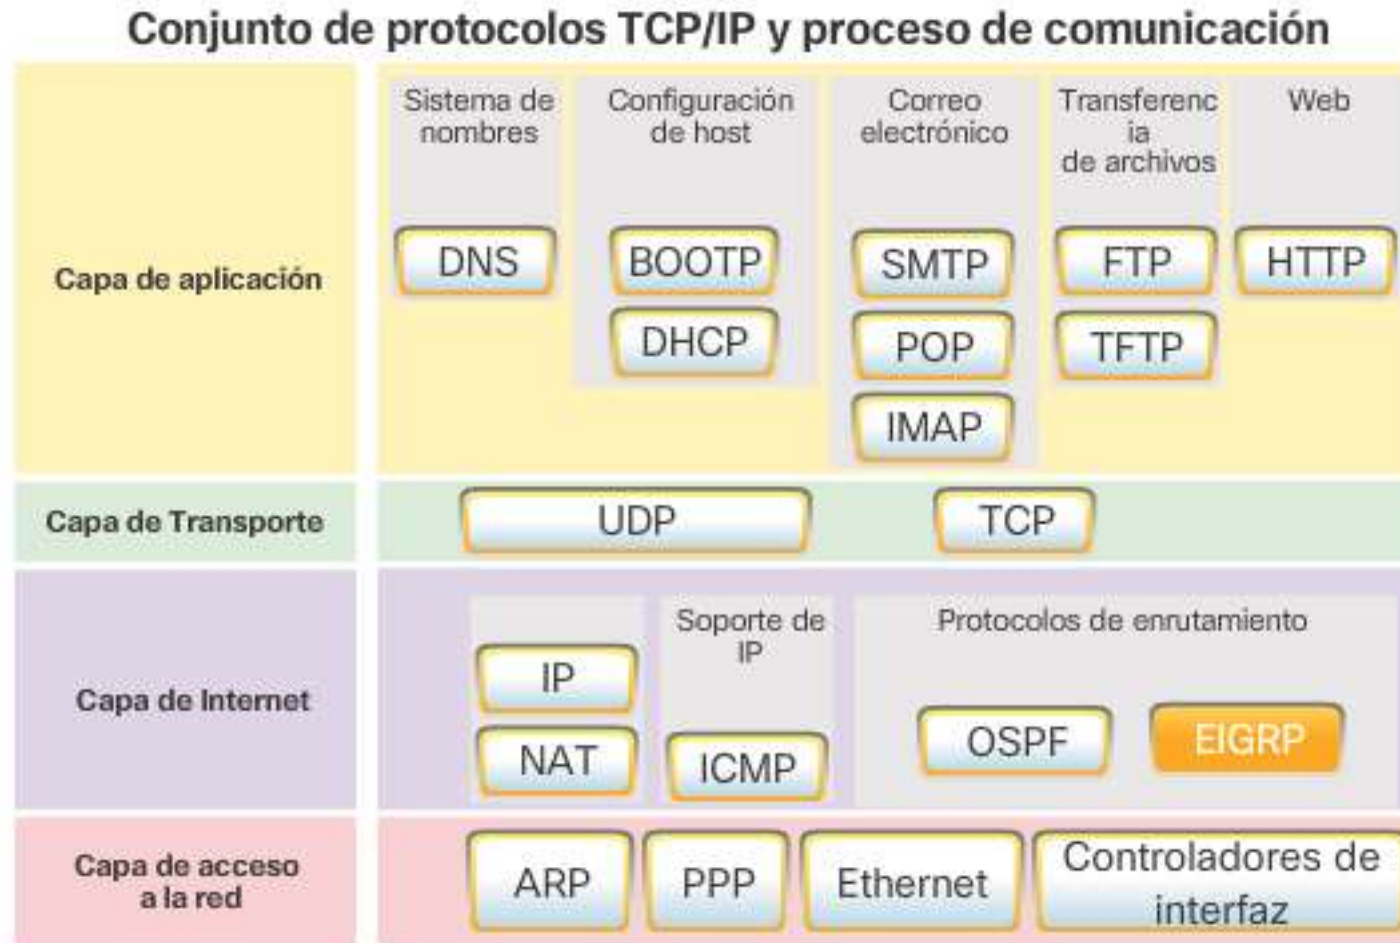 Conjunto de protocolos TCP/IP y proceso de comunicación
Capa de aplicación
Sistema de
nombres
DNS
Configuración
de host
BOOTP
DHCP
Correo
electrónico
SMTP
POP
IMAP
Transferenc
ia
de archivos
FTP
TFTP
Web
HTTP
Capa de Transporte
UDP
TCP
Capa de Internet
IP
NAT
Soporte de
IP
ICMP
Protocolos de enrutamiento
OSPF
EIGRP
Capa de acceso
a la red
ARP
PPP
Ethernet
Controladores de
interfaz